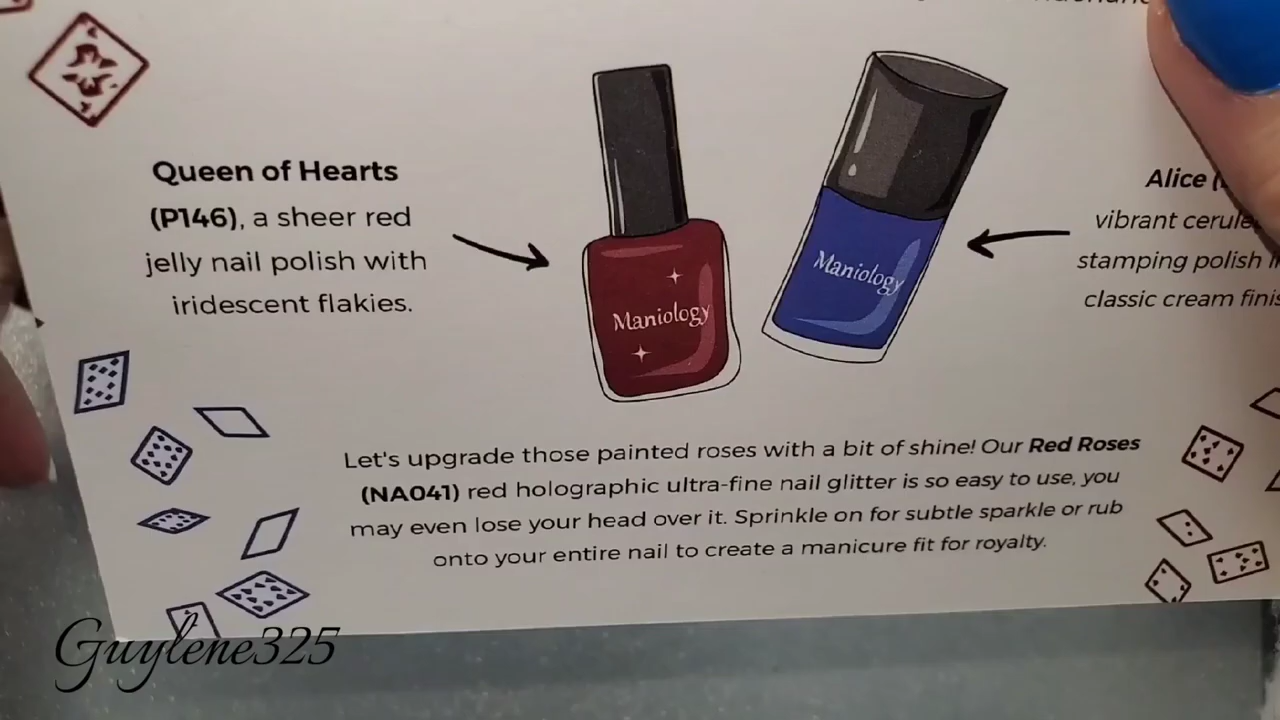 Queen of Hearts
(P146), a sheer red
jelly nail polish with
iridescent flakies.
Maniology
Maniology
Alice
vibrant
stamping polish
classic cream
Let's upgrade those painted roses with a bit of shine! Our Red Roses
(NA041) red holographic ultra-fine nail glitter is so easy to use, you
may even lose your head over it. Sprinkle on for subtle sparkle or rub
onto your entire nail to create a manicure fit for royalty.
Guylene325